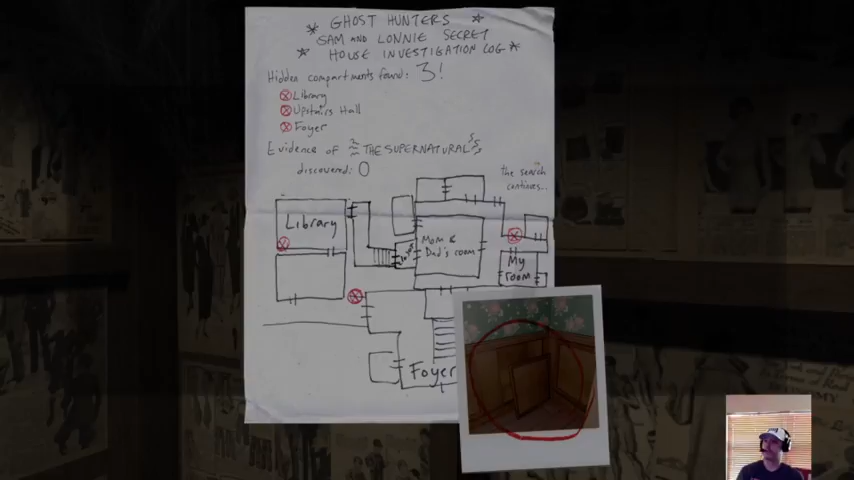 GHOST HUNTERS
SAM AND LONNIE SECRET
HOUSE INVESTIGATION LOG
Hidden compartments found: 3!
Library
Upstairs Hall
Foyer
Evidence of THE SUPERNATURAL
discovered: 0
the search
continues...
Library
Mom &
Dad's room
My
room
Foyer